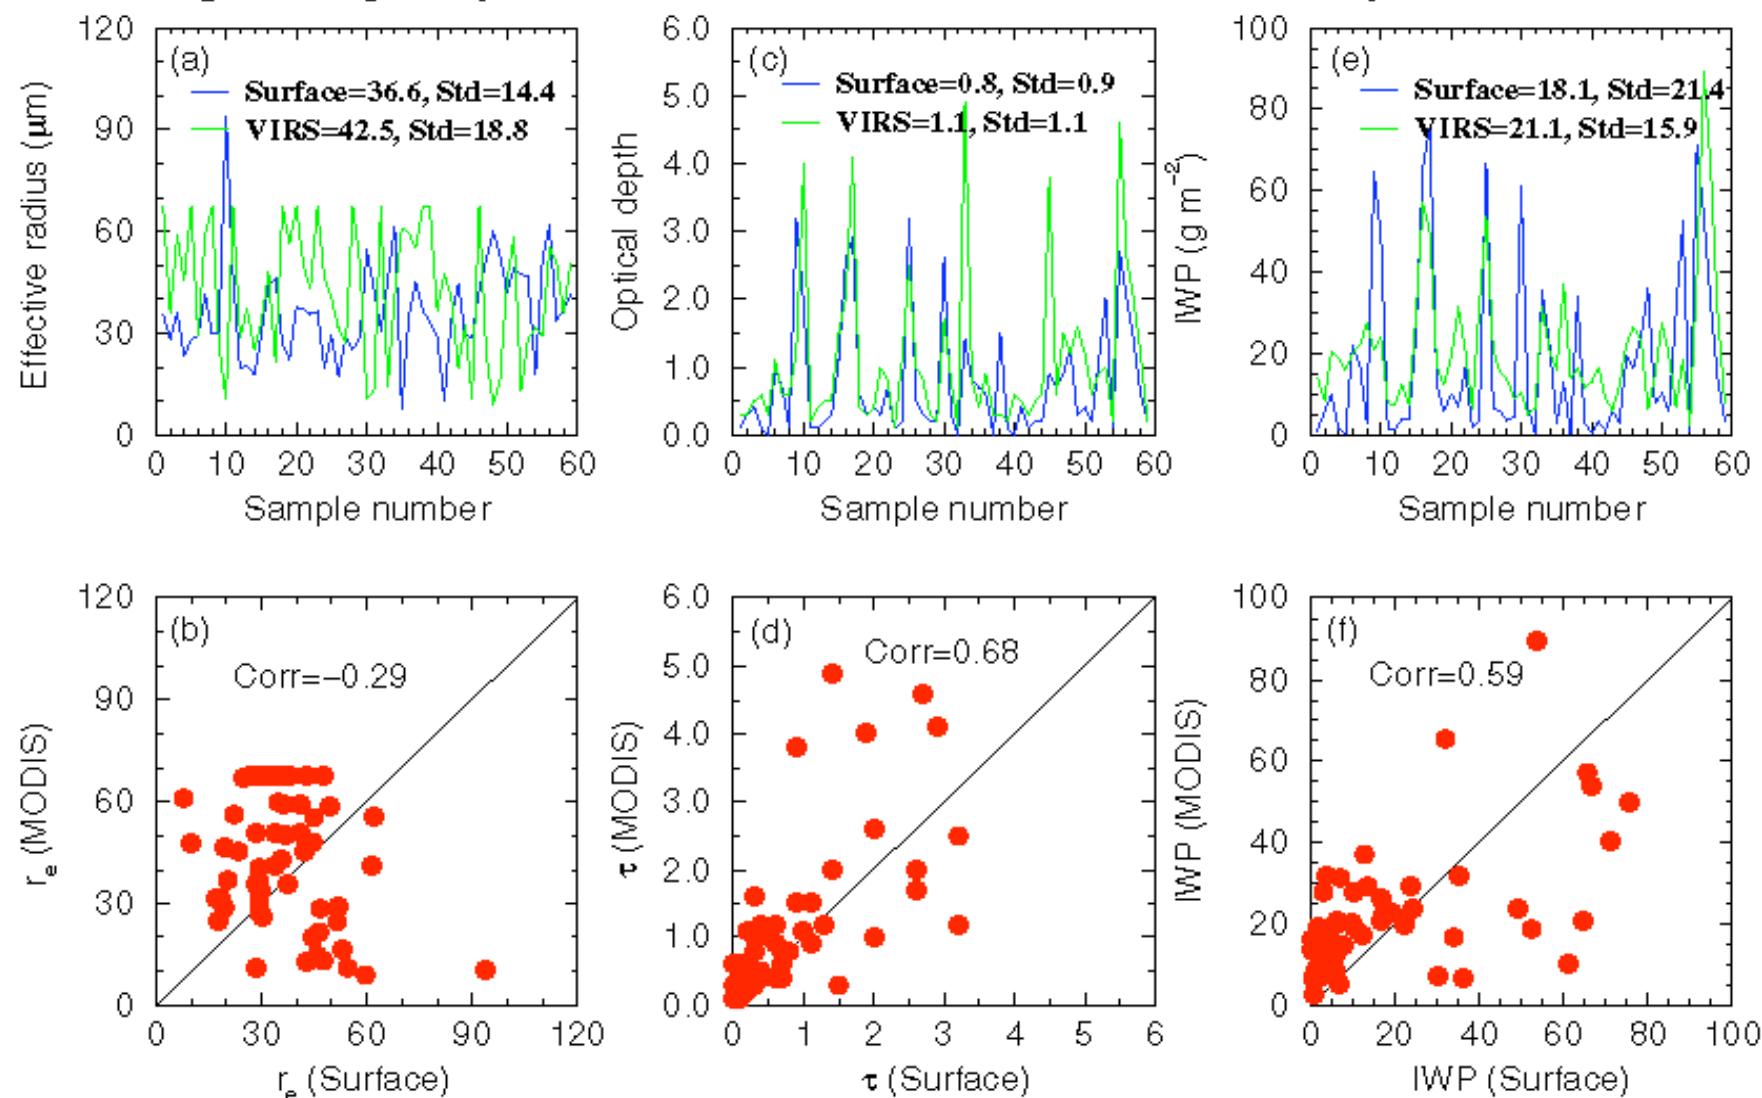 120
90
60
30
0
Effective radius (μm)
(a)
Surface=36.6, Std=14.4
VIRS=42.5, Std=18.8
0 10 20 30 40 50 60
Sample number
6.0
5.0
4.0
3.0
2.0
1.0
0.0
Optical depth
(c)
Surface=0.8, Std=0.9
VIRS=1.1, Std=1.1
0 10 20 30 40 50 60
Sample number
100
80
60
40
20
0
IWP (g m−2)
(e)
Surface=18.1, Std=21.4
VIRS=21.1, Std=15.9
0 10 20 30 40 50 60
Sample number
120
90
60
30
0
re (MODIS)
(b)
Corr=−0.29
0 30 60 90 120
re (Surface)
6.0
5.0
4.0
3.0
2.0
1.0
0.0
τ (MODIS)
(d)
Corr=0.68
0 1 2 3 4 5 6
τ (Surface)
100
80
60
40
20
0
IWP (MODIS)
(f)
Corr=0.59
0 20 40 60 80 100
IWP (Surface)